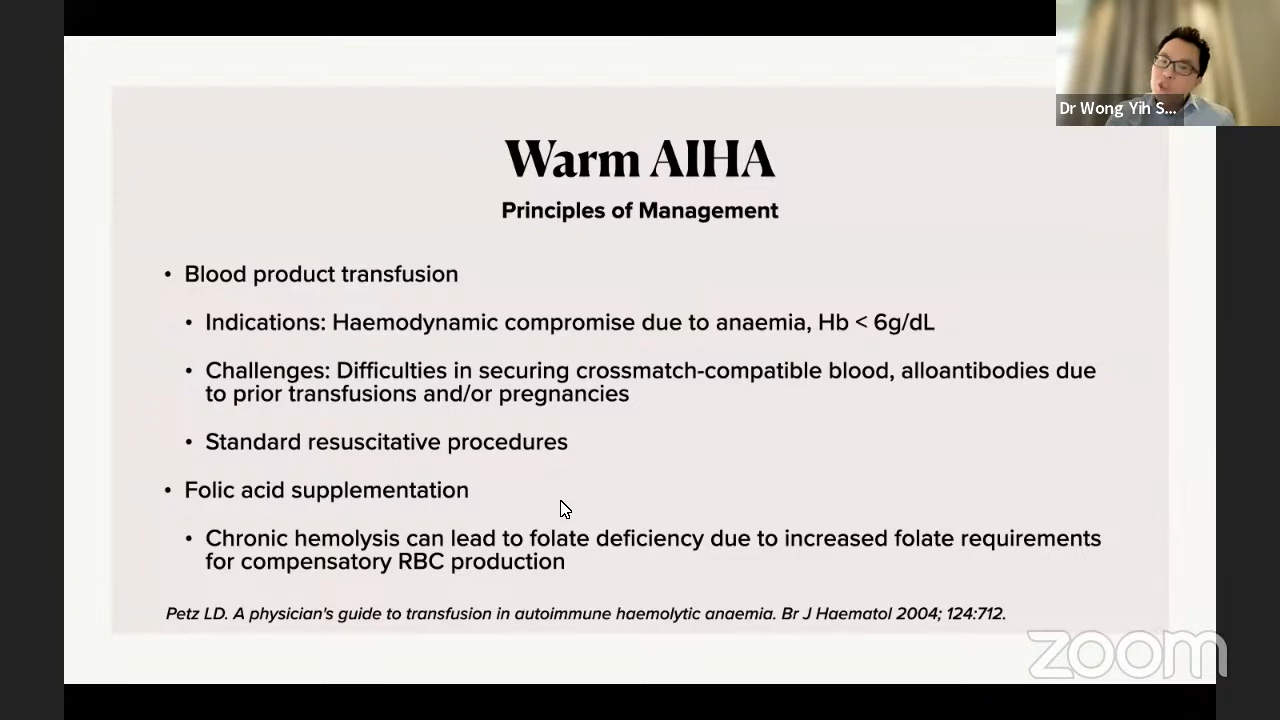 Dr Wong Yih S...
Warm AIHA
Principles of Management
• Blood product transfusion
• Indications: Haemodynamic compromise due to anaemia, Hb < 6g/dL
• Challenges: Difficulties in securing crossmatch-compatible blood, alloantibodies due
to prior transfusions and/or pregnancies
• Standard resuscitative procedures
• Folic acid supplementation
• Chronic hemolysis can lead to folate deficiency due to increased folate requirements
for compensatory RBC production
Petz LD. A physician's guide to transfusion in autoimmune haemolytic anaemia. Br J Haematol 2004; 124:712.
zoom